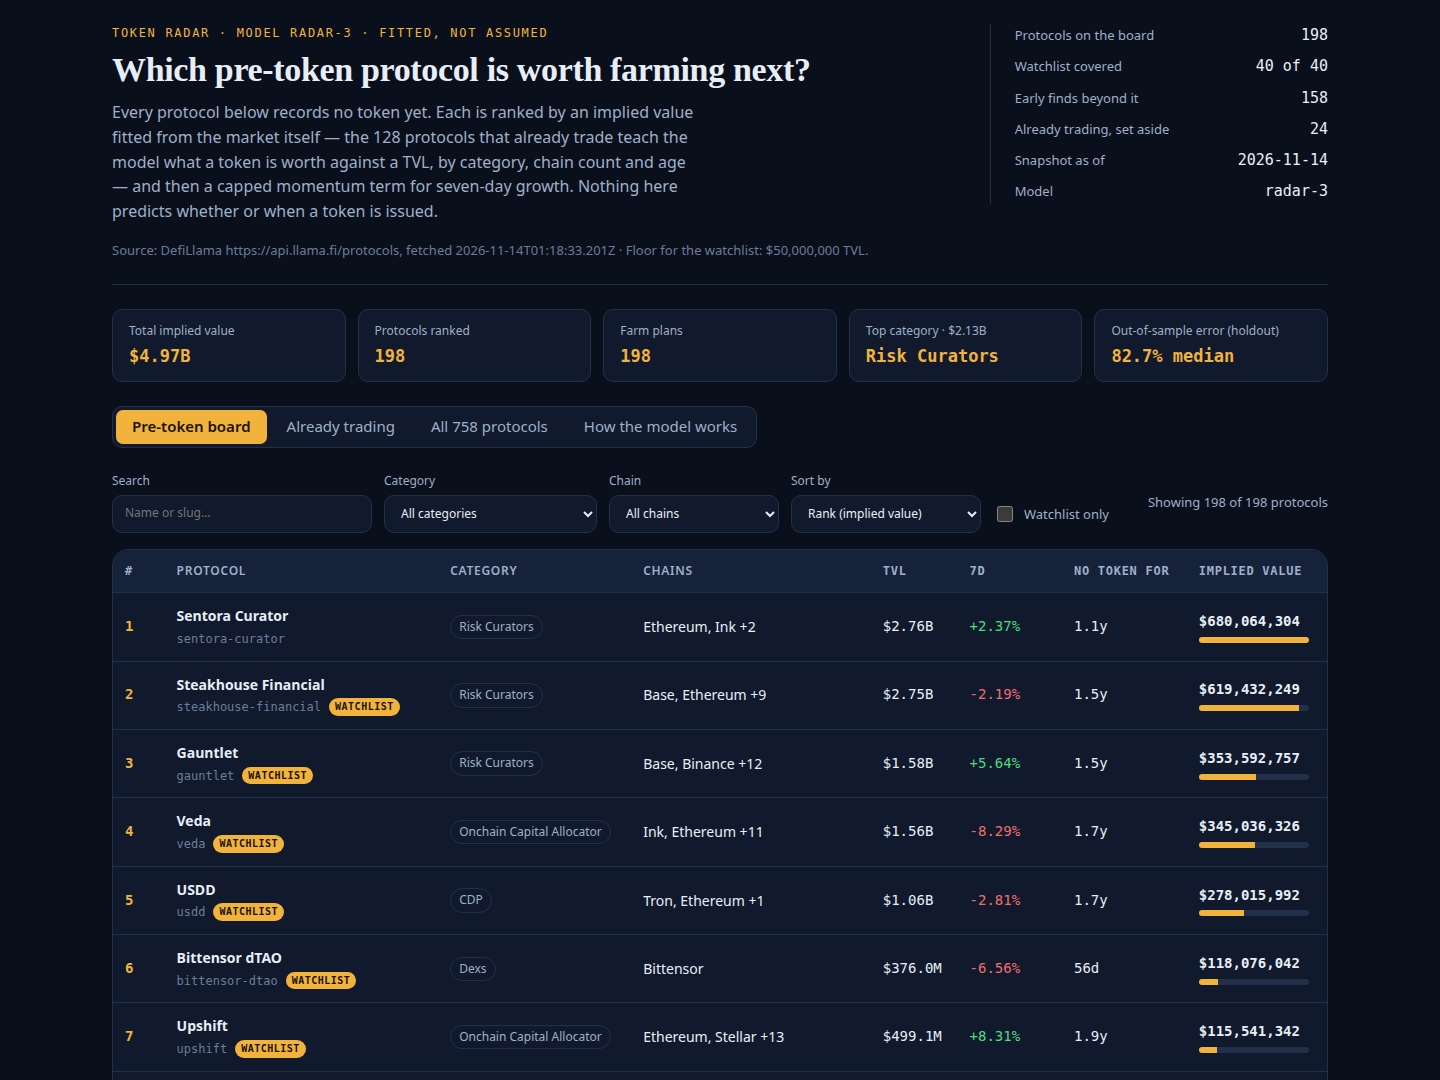 TOKEN RADAR · MODEL RADAR-3 · FITTED, NOT ASSUMED
Which pre-token protocol is worth farming next?
Every protocol below records no token yet. Each is ranked by an implied value
fitted from the market itself — the 128 protocols that already trade teach the
model what a token is worth against a TVL, by category, chain count and age
— and then a capped momentum term for seven-day growth. Nothing here
predicts whether or when a token is issued.
Source: DefiLlama https://api.llama.fi/protocols, fetched 2026-11-14T01:18:33.201Z · Floor for the watchlist: $50,000,000 TVL.
Protocols on the board 198
Watchlist covered 40 of 40
Early finds beyond it 158
Already trading, set aside 24
Snapshot as of 2026-11-14
Model radar-3
Total implied value
$4.97B
Protocols ranked
198
Farm plans
198
Top category · $2.13B
Risk Curators
Out-of-sample error (holdout)
82.7% median
Pre-token board Already trading All 758 protocols How the model works
Search Category Chain Sort by
Name or slug... All categories All chains Rank (implied value) Watchlist only Showing 198 of 198 protocols
# PROTOCOL CATEGORY CHAINS TVL 7D NO TOKEN FOR IMPLIED VALUE
1 Sentora Curator Risk Curators Ethereum, Ink +2 $2.76B +2.37% 1.1y $680,064,304
sentora-curator
2 Steakhouse Financial Risk Curators Base, Ethereum +9 $2.75B -2.19% 1.5y $619,432,249
steakhouse-financial WATCHLIST
3 Gauntlet Risk Curators Base, Binance +12 $1.58B +5.64% 1.5y $353,592,757
gauntlet WATCHLIST
4 Veda Onchain Capital Allocator Ink, Ethereum +11 $1.56B -8.29% 1.7y $345,036,326
veda WATCHLIST
5 USDD CDP Tron, Ethereum +1 $1.06B -2.81% 1.7y $278,015,992
usdd WATCHLIST
6 Bittensor dTAO Dexs Bittensor $376.0M -6.56% 56d $118,076,042
bittensor-dtao WATCHLIST
7 Upshift Onchain Capital Allocator Ethereum, Stellar +13 $499.1M +8.31% 1.9y $115,541,342
upshift WATCHLIST